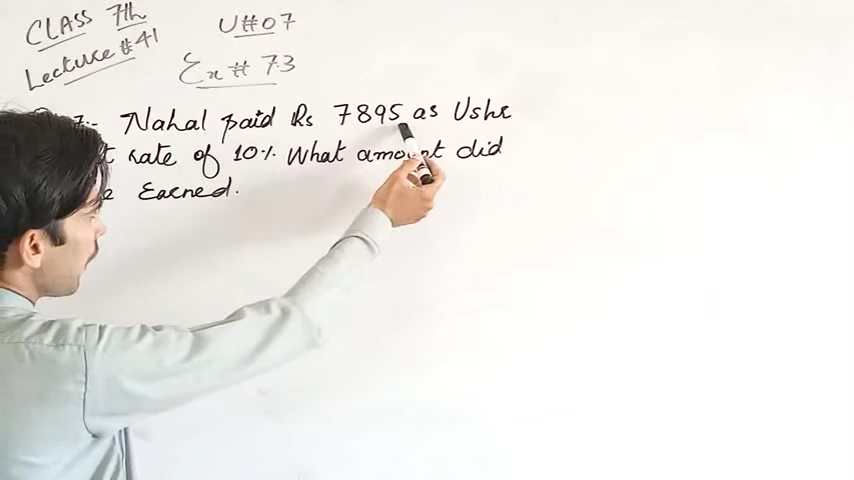 CLASS 7th
U#07
Lecture #41
Ex # 7.3
7:- Nahal paid Rs 7895 as Ushr
rate of 10% What amount did
Earned.